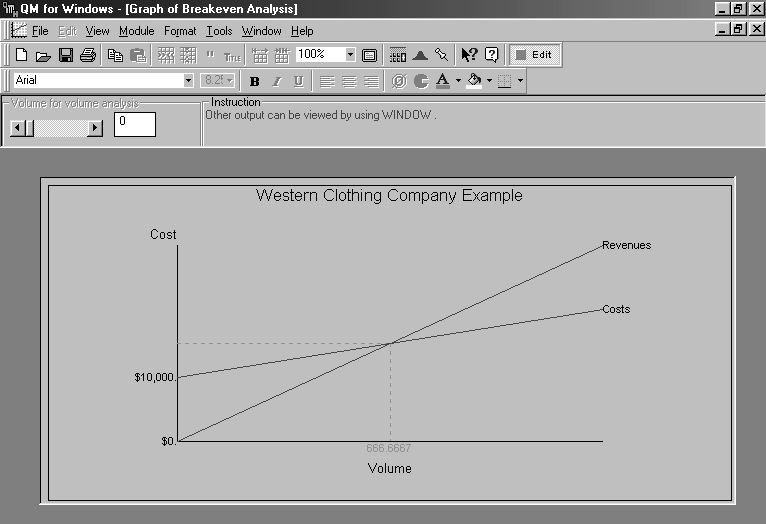 QM for Windows - [Graph of Breakeven Analysis]
File Edit View Module Format Tools Window Help
" TITLE 100% Edit
Arial 8.25 B I U A
Volume for volume analysis
0
Instruction
Other output can be viewed by using WINDOW .
Western Clothing Company Example
Cost
Revenues
Costs
$10,000.
$0.
666.6667
Volume